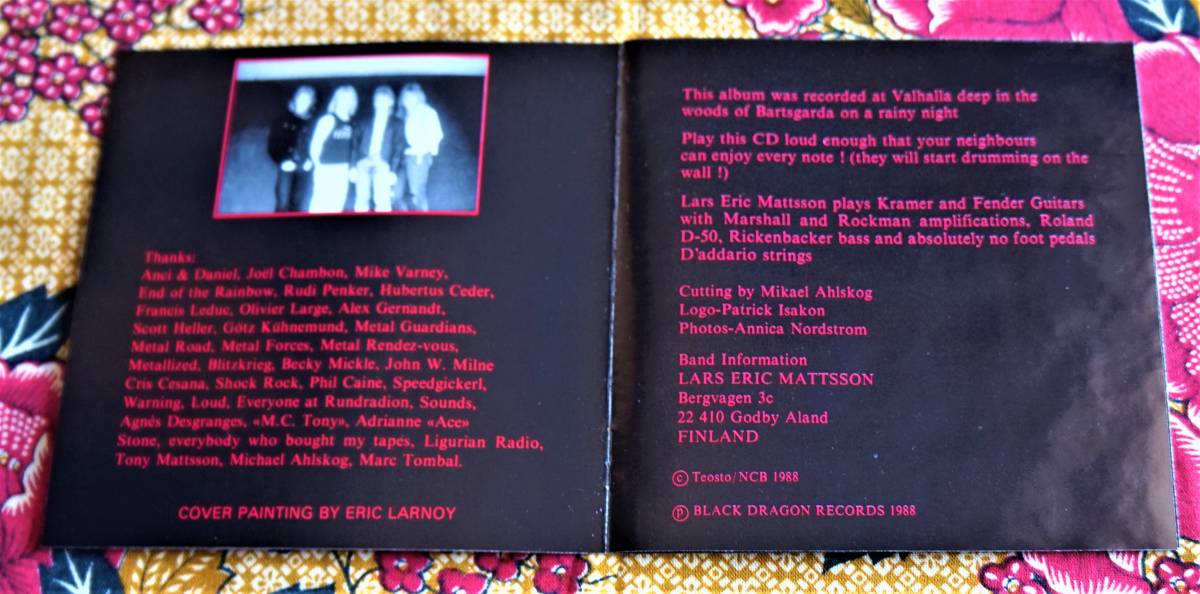 Thanks:
Anci & Daniel, Joël Chambon, Mike Varney,
End of the Rainbow, Rudi Penker, Hubertus Ceder,
Francis Leduc, Olivier Large, Alex Gernandt,
Scott Heller, Götz Kühnemund, Metal Guardians,
Metal Road, Metal Forces, Metal Rendez-vous,
Metallized, Blitzkrieg, Becky Mickle, John W. Milne
Cris Cesana, Shock Rock, Phil Caine, Speedgickerl,
Warning, Loud, Everyone at Rundradion, Sounds,
Agnés Desgranges, «M.C. Tony», Adrianne «Ace»
Stone, everybody who bought my tapes, Ligurian Radio,
Tony Mattsson, Michael Ahlskog, Marc Tombal.
COVER PAINTING BY ERIC LARNOY
This album was recorded at Valhalla deep in the
woods of Bartsgarda on a rainy night
Play this CD loud enough that your neighbours
can enjoy every note ! (they will start drumming on the
wall !)
Lars Eric Mattsson plays Kramer and Fender Guitars
with Marshall and Rockman amplifications, Roland
D-50, Rickenbacker bass and absolutely no foot pedals
D'addario strings
Cutting by Mikael Ahlskog
Logo-Patrick Isakon
Photos-Annica Nordstrom
Band Information
LARS ERIC MATTSSON
Bergvagen 3c
22 410 Godby Aland
FINLAND
© Teosto/NCB 1988
℗ BLACK DRAGON RECORDS 1988